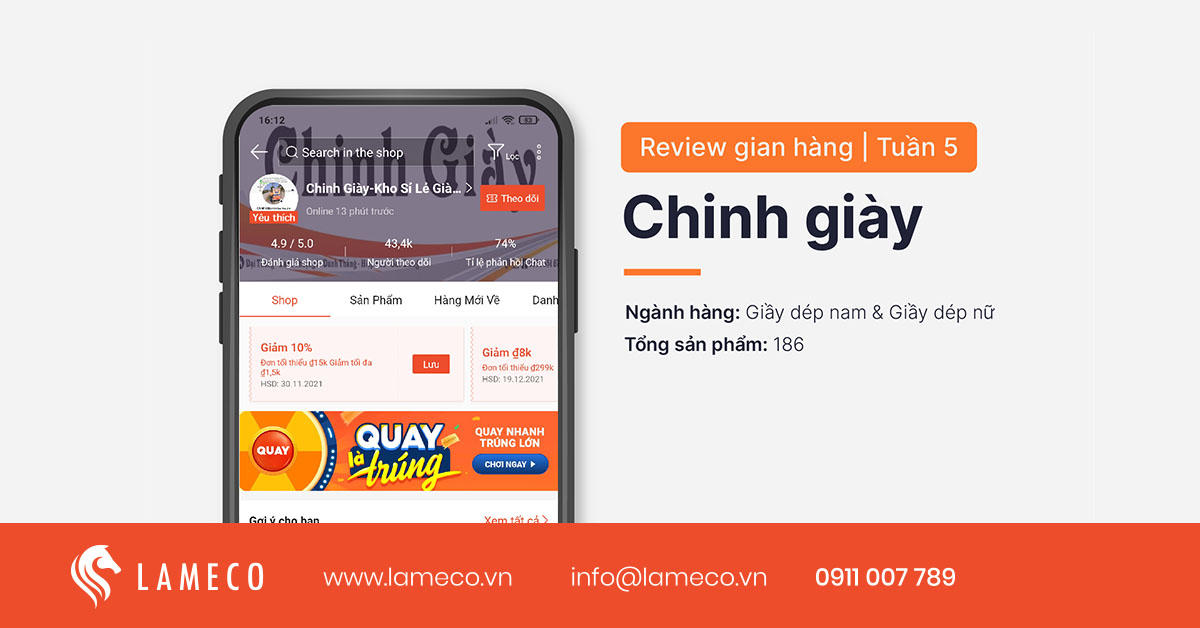 16:12
83
Chinh Giày
Search in the shop
Lọc
Chinh Giày-Kho Sỉ Lẻ Già...
Theo dõi
Yêu thích
Online 13 phút trước
4.9 / 5.0
43,4k
74%
Đánh giá shop
Người theo dõi
Tỉ lệ phản hồi Chat
Shop
Sản Phẩm
Hàng Mới Về
Danh
Giảm 10%
Đơn tối thiểu ₫15k Giảm tối đa
₫1,5k
HSD: 30.11.2021
Lưu
Giảm ₫8k
Đơn tối thiểu ₫299k
HSD: 19.12.2021
QUAY
QUAY
là trúng
QUAY NHANH
TRÚNG LỚN
CHƠI NGAY
Gợi ý cho bạn
Xem tất cả
Review gian hàng | Tuần 5
Chinh giày
Ngành hàng: Giầy dép nam & Giầy dép nữ
Tổng sản phẩm: 186
LAMECO
www.lameco.vn
info@lameco.vn
0911 007 789